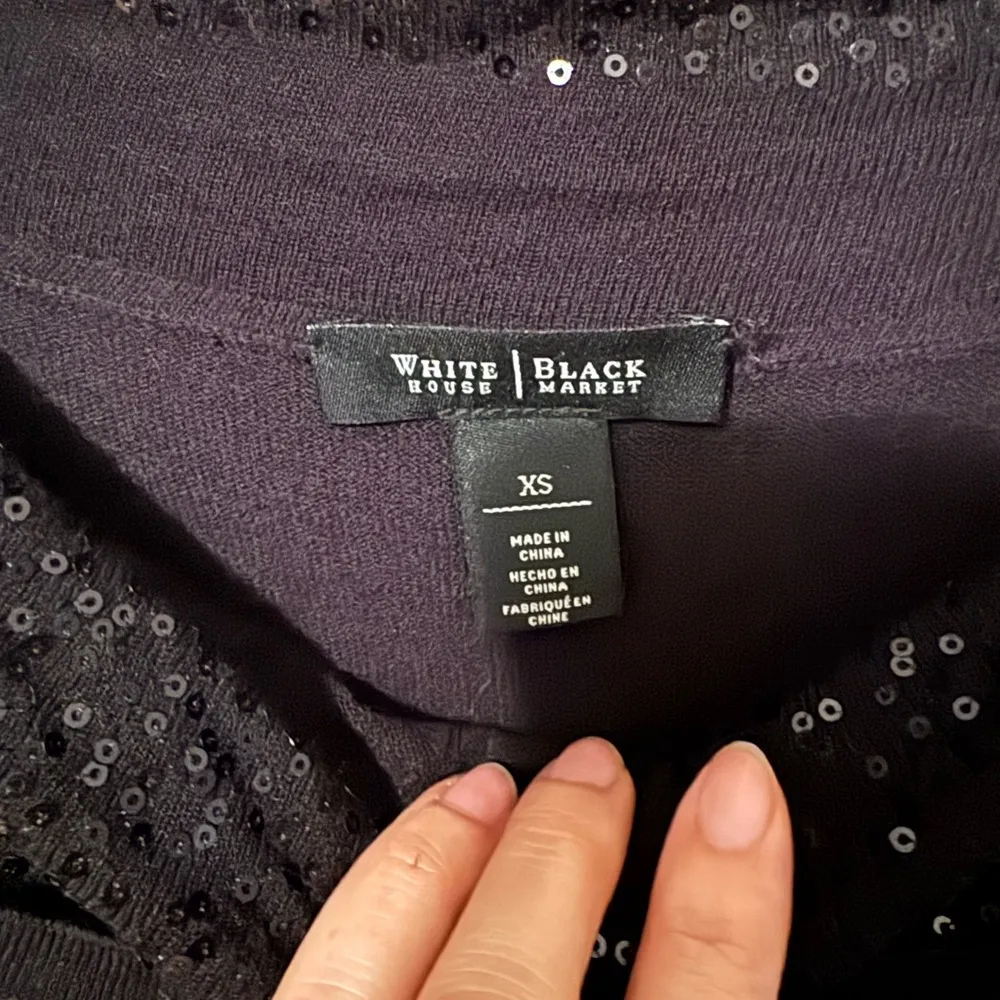 WHITE | BLACK
HOUSE | MARKET
XS
MADE IN
CHINA
HECHO EN
CHINA
FABRIQUÉ EN
CHINE